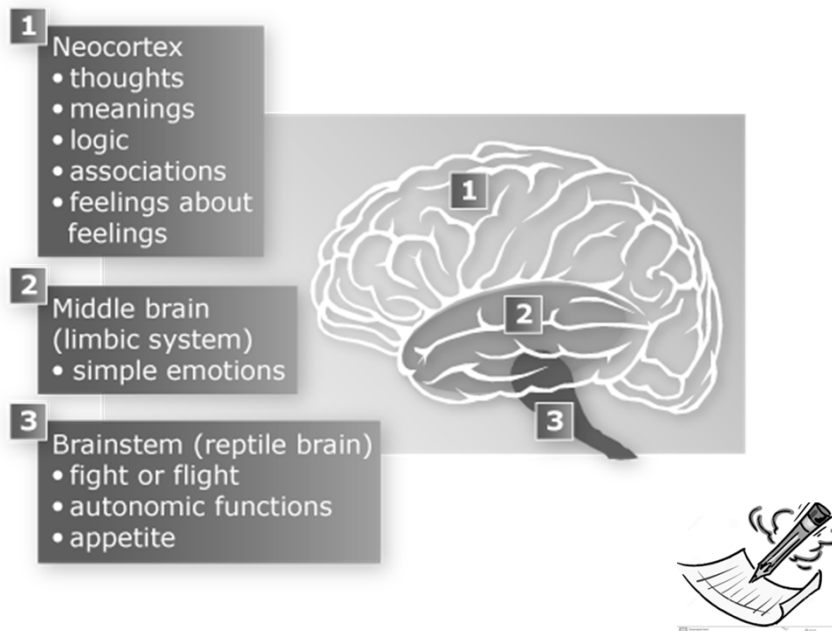 1
Neocortex
• thoughts
• meanings
• logic
• associations
• feelings about
feelings
2
Middle brain
(limbic system)
• simple emotions
3
Brainstem (reptile brain)
• fight or flight
• autonomic functions
• appetite
1
2
3